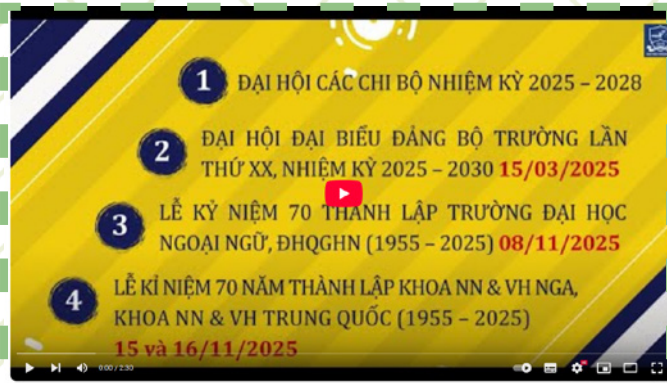 1 ĐẠI HỘI CÁC CHI BỘ NHIỆM KỲ 2025 – 2028
2 ĐẠI HỘI ĐẠI BIỂU ĐẢNG BỘ TRƯỜNG LẦN
THỨ XX, NHIỆM KỲ 2025 – 2030 15/03/2025
3 LỄ KỶ NIỆM 70 THÀNH LẬP TRƯỜNG ĐẠI HỌC
NGOẠI NGỮ, ĐHQGHN (1955 – 2025) 08/11/2025
4 LỄ KỈ NIỆM 70 NĂM THÀNH LẬP KHOA NN & VH NGA,
KHOA NN & VH TRUNG QUỐC (1955 – 2025)
15 và 16/11/2025
0:00 / 2:30